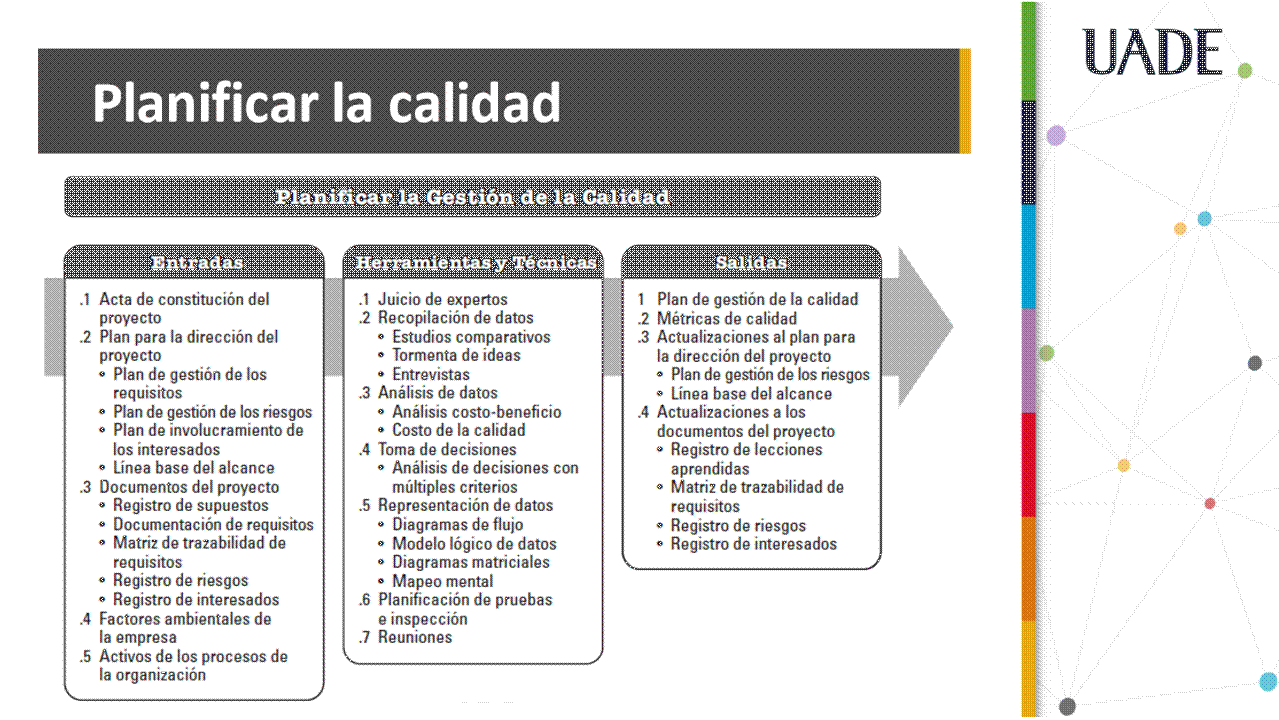 UADE
Planificar la calidad
Planificar la Gestión de la Calidad
Entradas
.1 Acta de constitución del
proyecto
.2 Plan para la dirección del
proyecto
• Plan de gestión de los
requisitos
• Plan de gestión de los riesgos
• Plan de involucramiento de
los interesados
• Línea base del alcance
.3 Documentos del proyecto
• Registro de supuestos
• Documentación de requisitos
• Matriz de trazabilidad de
requisitos
• Registro de riesgos
• Registro de interesados
.4 Factores ambientales de
la empresa
.5 Activos de los procesos de
la organización
Herramientas y Técnicas
.1 Juicio de expertos
.2 Recopilación de datos
• Estudios comparativos
• Tormenta de ideas
• Entrevistas
.3 Análisis de datos
• Análisis costo-beneficio
• Costo de la calidad
.4 Toma de decisiones
• Análisis de decisiones con
múltiples criterios
.5 Representación de datos
• Diagramas de flujo
• Modelo lógico de datos
• Diagramas matriciales
• Mapeo mental
.6 Planificación de pruebas
e inspección
.7 Reuniones
Salidas
1 Plan de gestión de la calidad
.2 Métricas de calidad
.3 Actualizaciones al plan para
la dirección del proyecto
• Plan de gestión de los riesgos
• Línea base del alcance
.4 Actualizaciones a los
documentos del proyecto
• Registro de lecciones
aprendidas
• Matriz de trazabilidad de
requisitos
• Registro de riesgos
• Registro de interesados